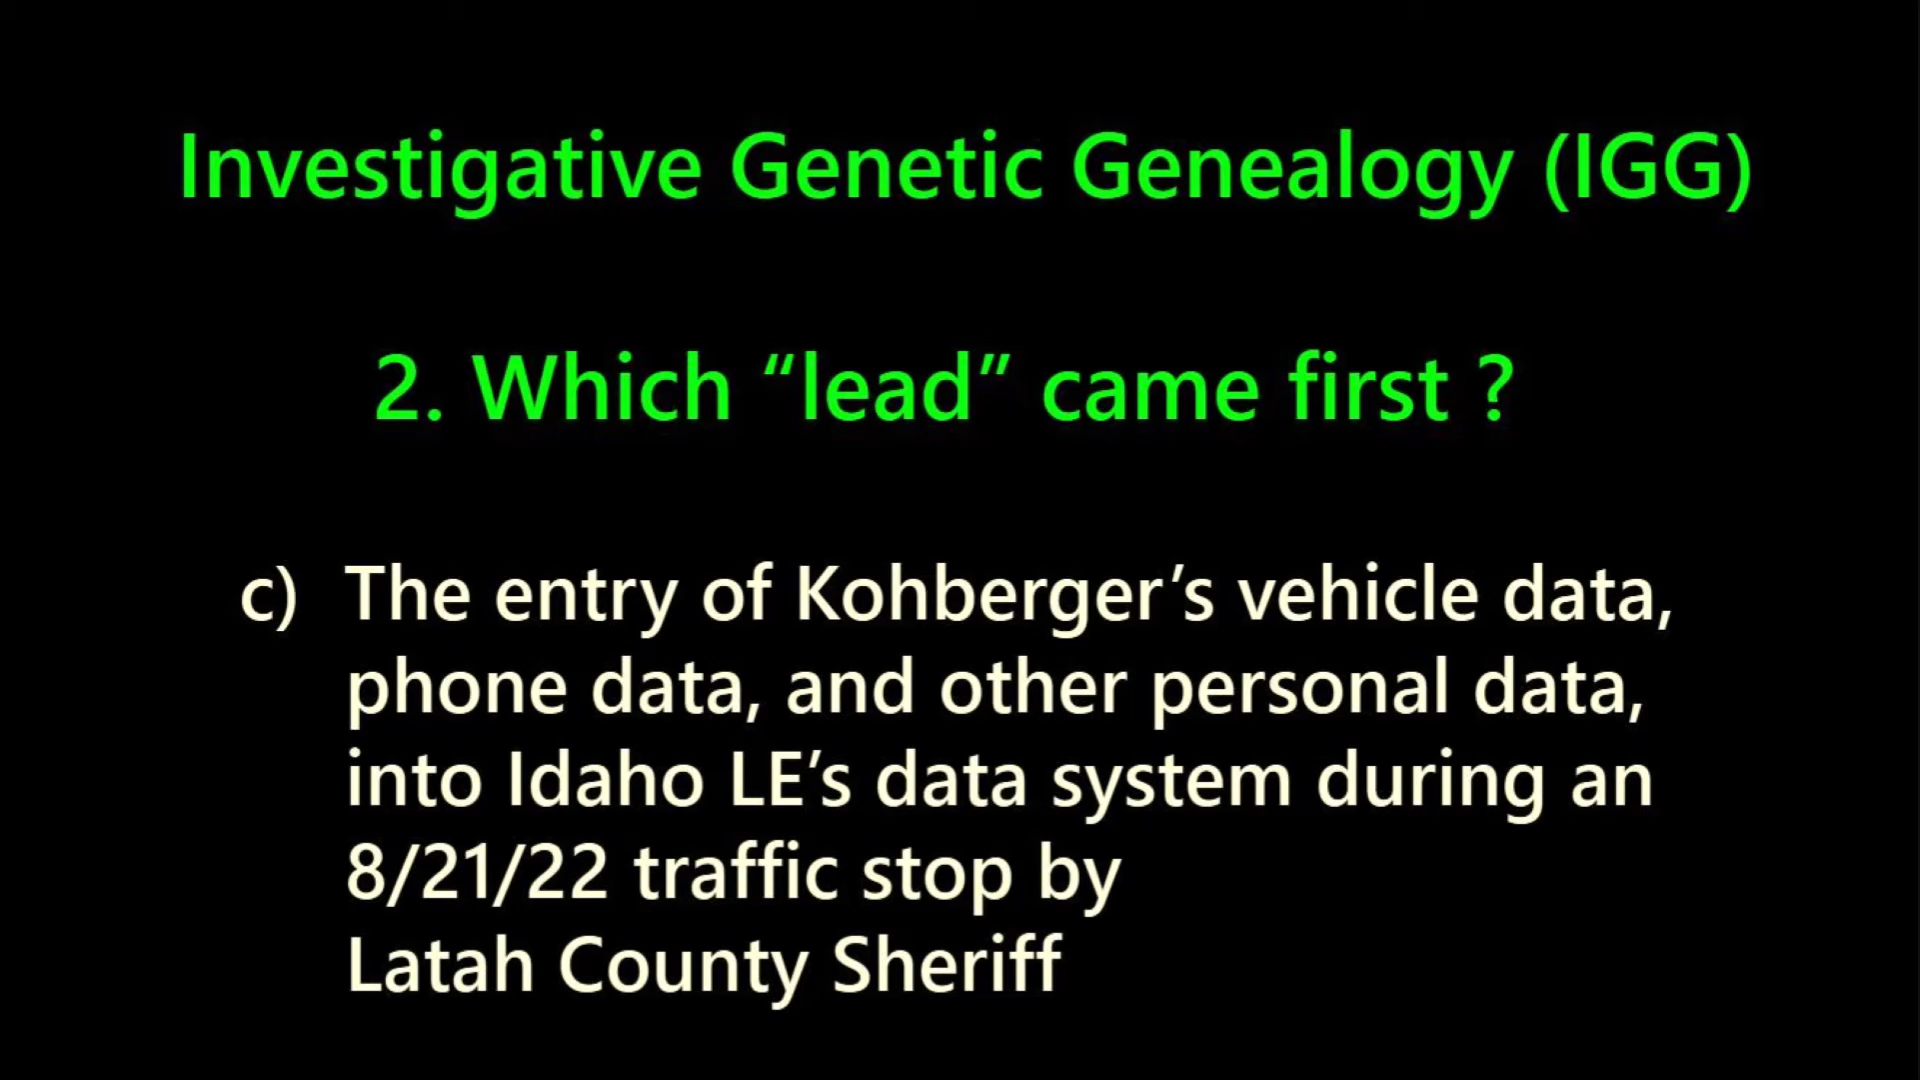 Investigative Genetic Genealogy (IGG)
2. Which “lead” came first ?
c) The entry of Kohberger’s vehicle data,
phone data, and other personal data,
into Idaho LE’s data system during an
8/21/22 traffic stop by
Latah County Sheriff